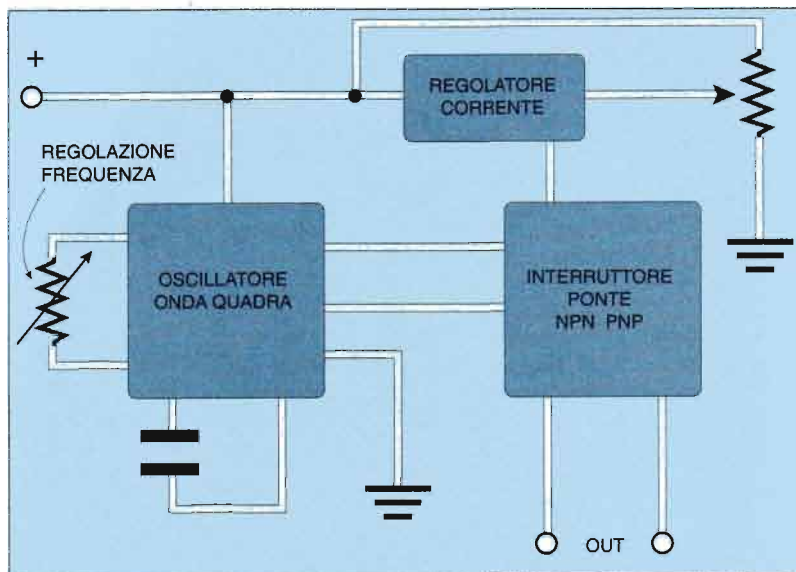 +
REGOLATORE
CORRENTE
REGOLAZIONE
FREQUENZA
OSCILLATORE
ONDA QUADRA
INTERRUTTORE
PONTE
NPN PNP
OUT